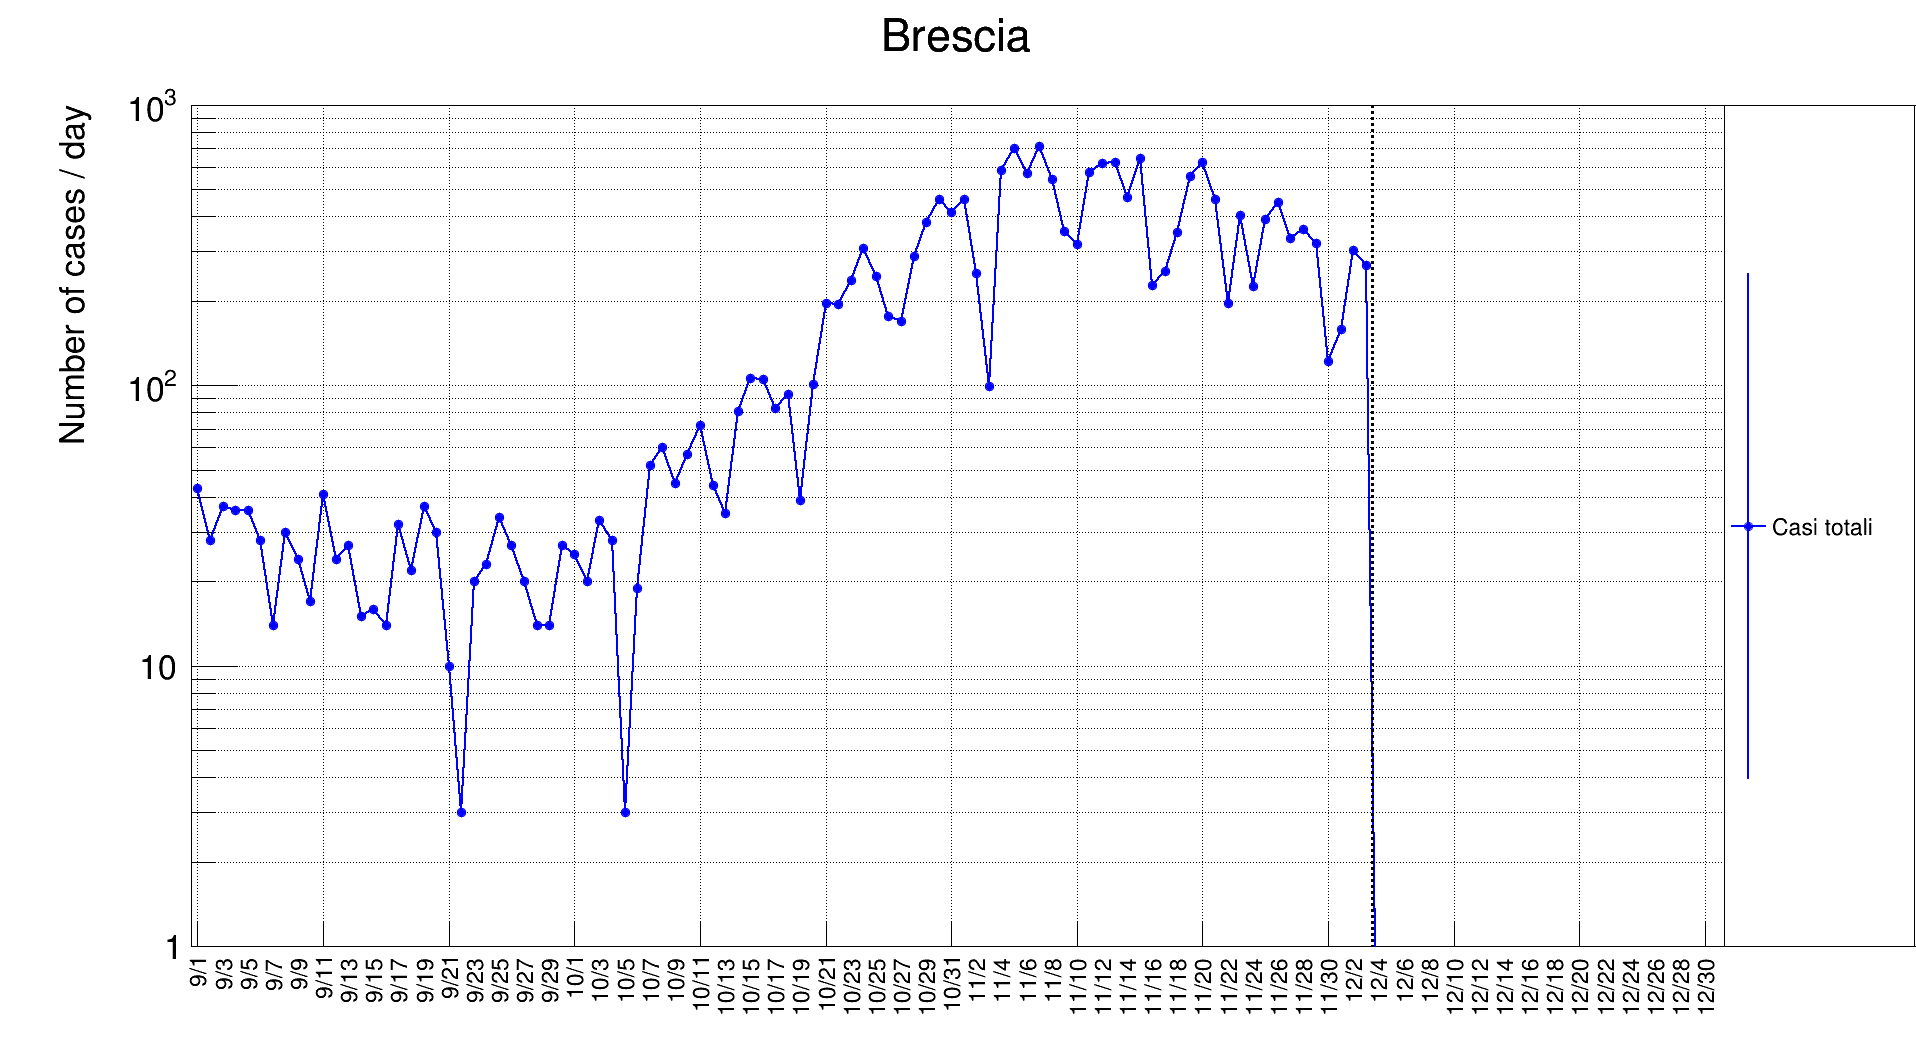 Brescia
Number of cases / day
10³
10²
10
1
9/1 9/3 9/5 9/7 9/9 9/11 9/13 9/15 9/17 9/19 9/21 9/23 9/25 9/27 9/29 10/1 10/3 10/5 10/7 10/9 10/11 10/13 10/15 10/17 10/19 10/21 10/23 10/25 10/27 10/29 10/31 11/2 11/4 11/6 11/8 11/10 11/12 11/14 11/16 11/18 11/20 11/22 11/24 11/26 11/28 11/30 12/2 12/4 12/6 12/8 12/10 12/12 12/14 12/16 12/18 12/20 12/22 12/24 12/26 12/28 12/30
Casi totali